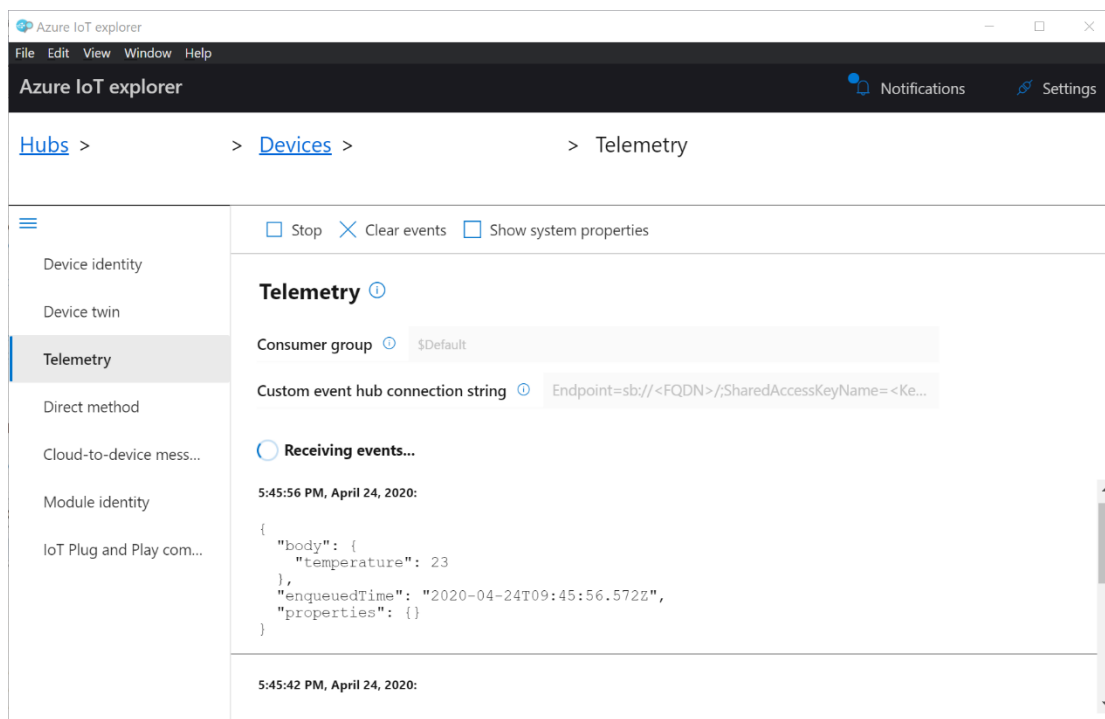 Azure IoT explorer
File Edit View Window Help
Azure IoT explorer
Notifications
Settings
Hubs > > Devices > > Telemetry
Stop Clear events Show system properties
Device identity
Device twin
Telemetry
Direct method
Cloud-to-device mess...
Module identity
IoT Plug and Play com...
Telemetry
Consumer group $Default
Custom event hub connection string Endpoint=sb://<FQDN>/;SharedAccessKeyName=<Ke...
Receiving events...
5:45:56 PM, April 24, 2020:
{
"body": {
"temperature": 23
},
"enqueuedTime": "2020-04-24T09:45:56.572Z",
"properties": {}
}
5:45:42 PM, April 24, 2020: